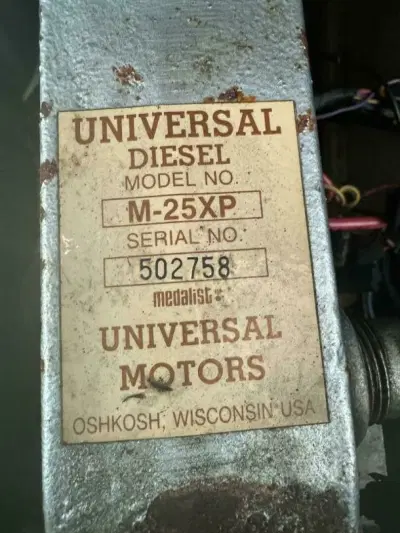 UNIVERSAL
DIESEL
MODEL NO.
M-25XP
SERIAL NO.
502758
medalist
UNIVERSAL
MOTORS
OSHKOSH, WISCONSIN USA